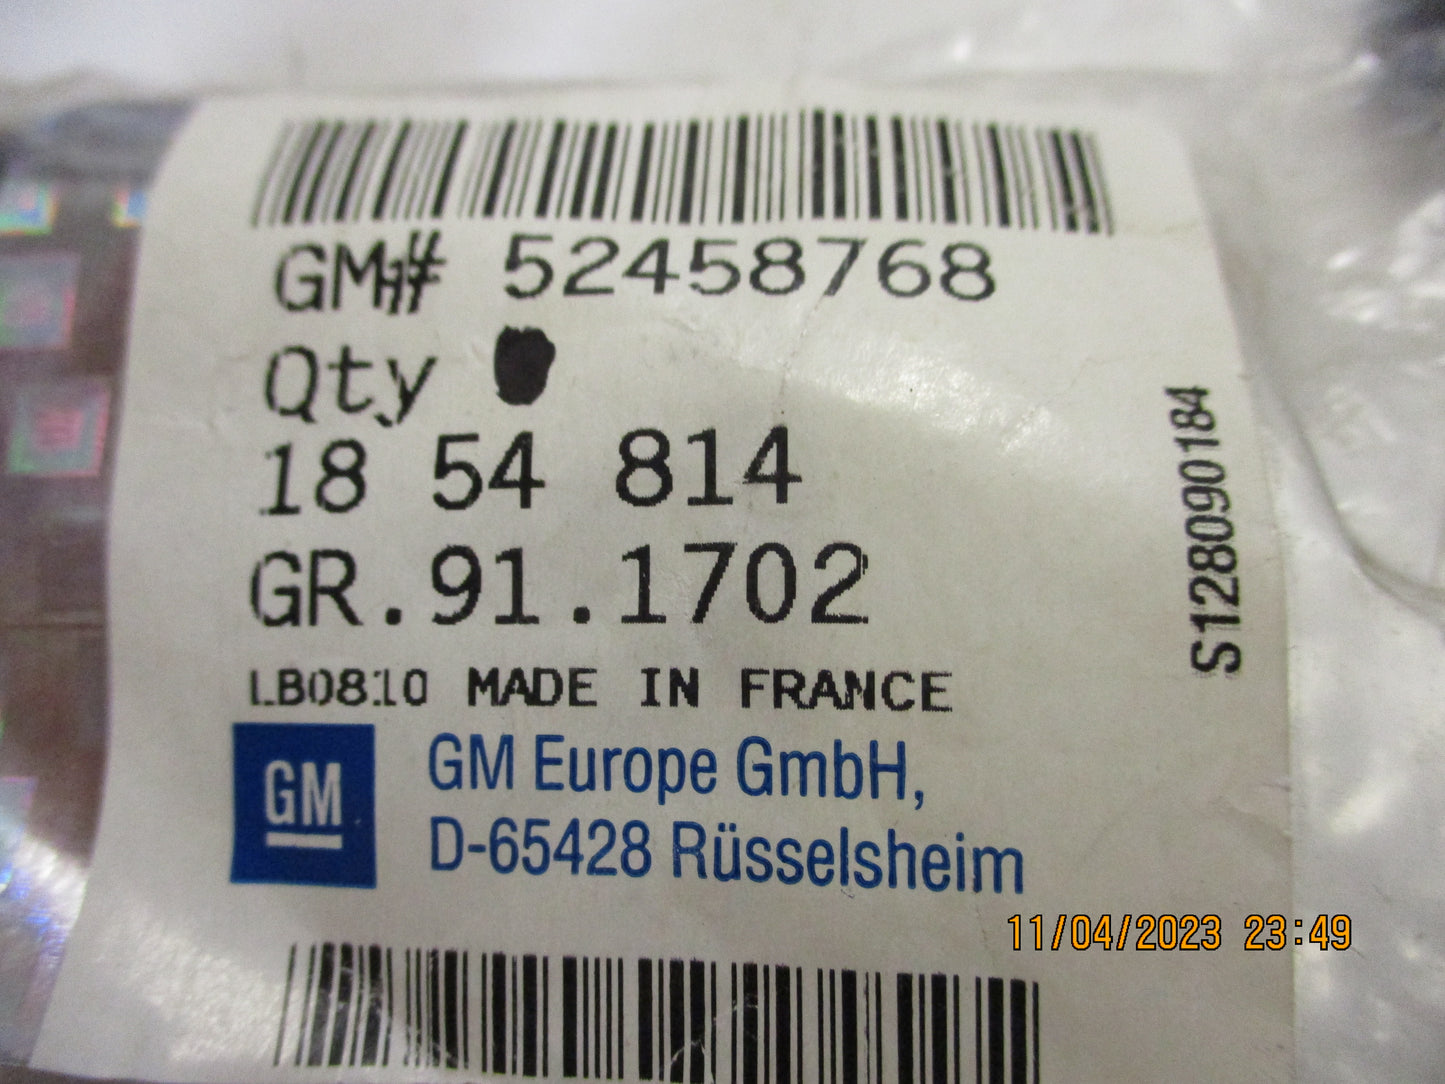 GM# 52458768
Qty
18 54 814
GR.91.1702
LB0810 MADE IN FRANCE
GM
GM Europe GmbH,
D-65428 Rüsselsheim
S128090184
11/04/2023 23:49